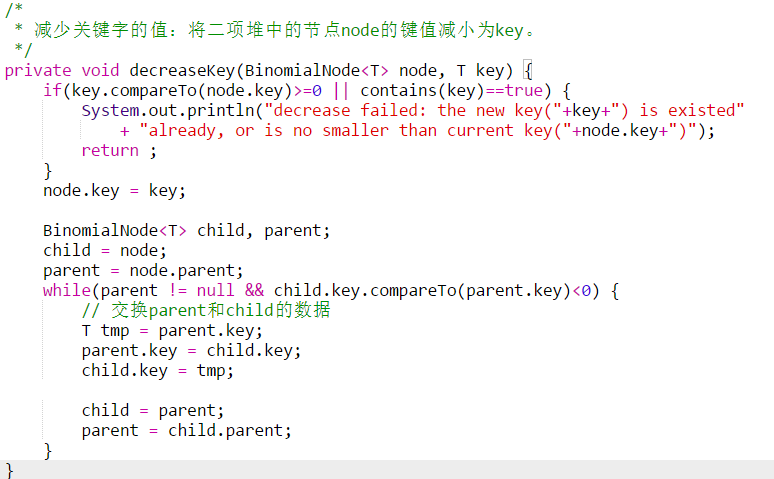 /*
 * 减少关键字的值：将二项堆中的节点node的键值减小为key。
 */
private void decreaseKey(BinomialNode<T> node, T key) {
    if(key.compareTo(node.key)>=0 || contains(key)==true) {
        System.out.println("decrease failed: the new key("+key+") is existed"
            + "already, or is no smaller than current key("+node.key+")");
        return ;
    }
    node.key = key;

    BinomialNode<T> child, parent;
    child = node;
    parent = node.parent;
    while(parent != null && child.key.compareTo(parent.key)<0) {
        // 交换parent和child的数据
        T tmp = parent.key;
        parent.key = child.key;
        child.key = tmp;

        child = parent;
        parent = child.parent;
    }
}